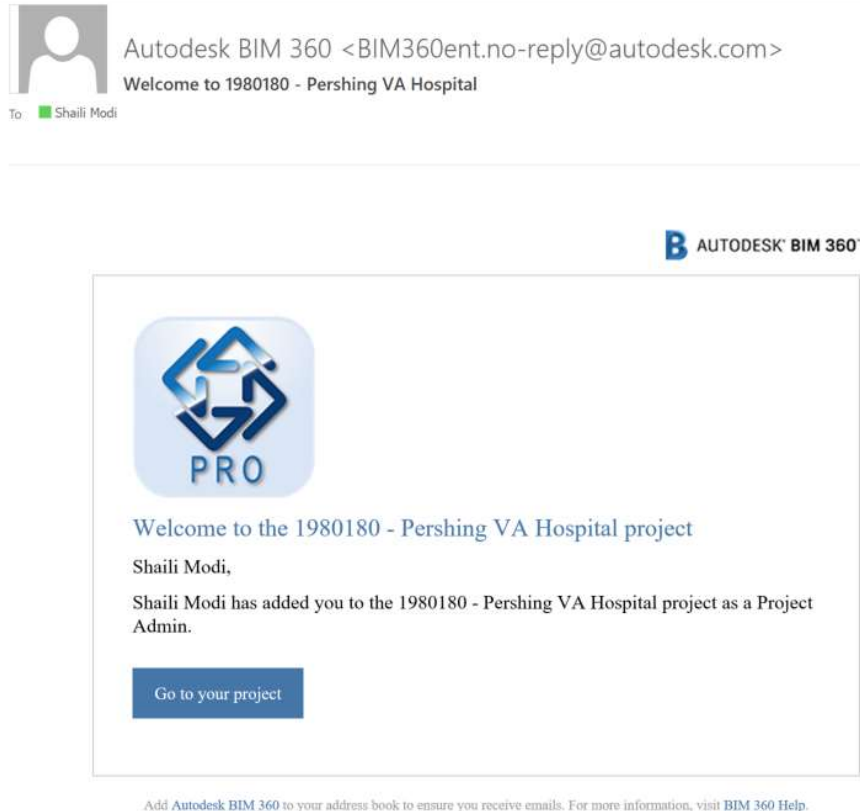 Autodesk BIM 360 <BIM360ent.no-reply@autodesk.com>
Welcome to 1980180 - Pershing VA Hospital
To Shaili Modi
B AUTODESK® BIM 360™
PRO
Welcome to the 1980180 - Pershing VA Hospital project
Shaili Modi,
Shaili Modi has added you to the 1980180 - Pershing VA Hospital project as a Project
Admin.
Go to your project
Add Autodesk BIM 360 to your address book to ensure you receive emails. For more information, visit BIM 360 Help.